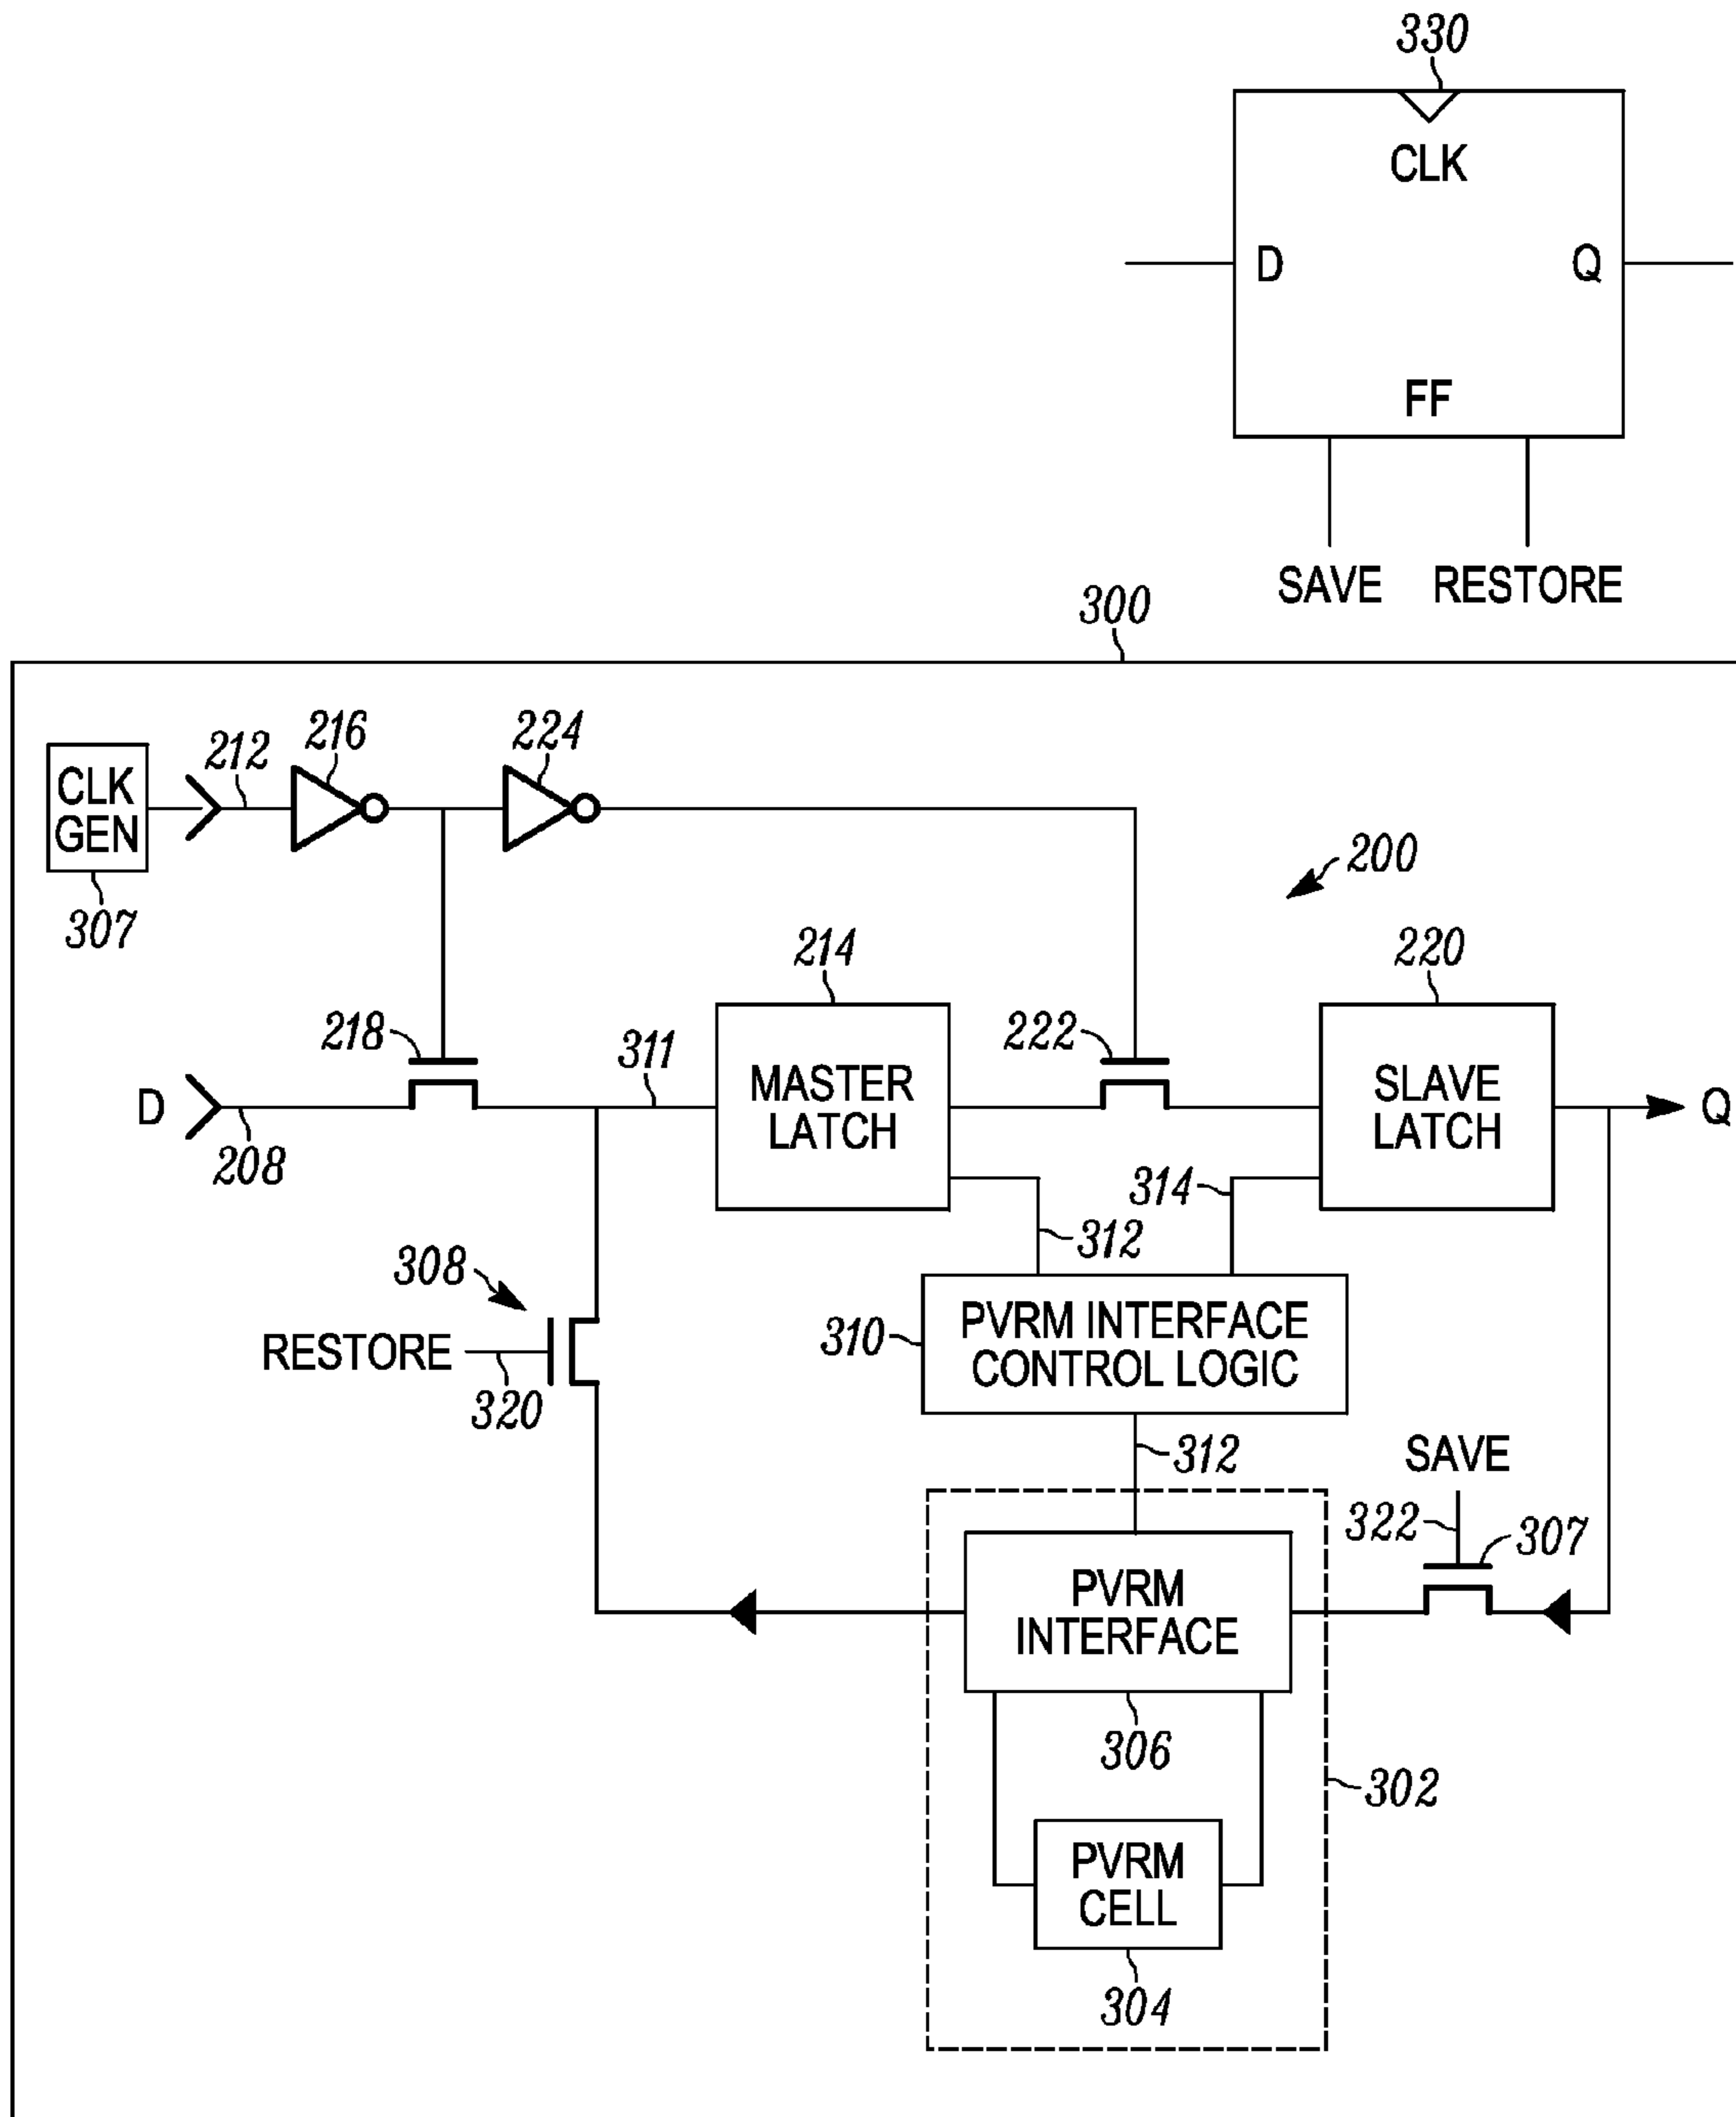 330
CLK
D
Q
FF
SAVE
RESTORE
300
CLK
GEN
307
212
216
224
200
214
220
218
311
222
D
208
MASTER
LATCH
SLAVE
LATCH
Q
312
314
308
RESTORE
320
310
PVRM INTERFACE
CONTROL LOGIC
312
SAVE
322
307
PVRM
INTERFACE
306
302
PVRM
CELL
304